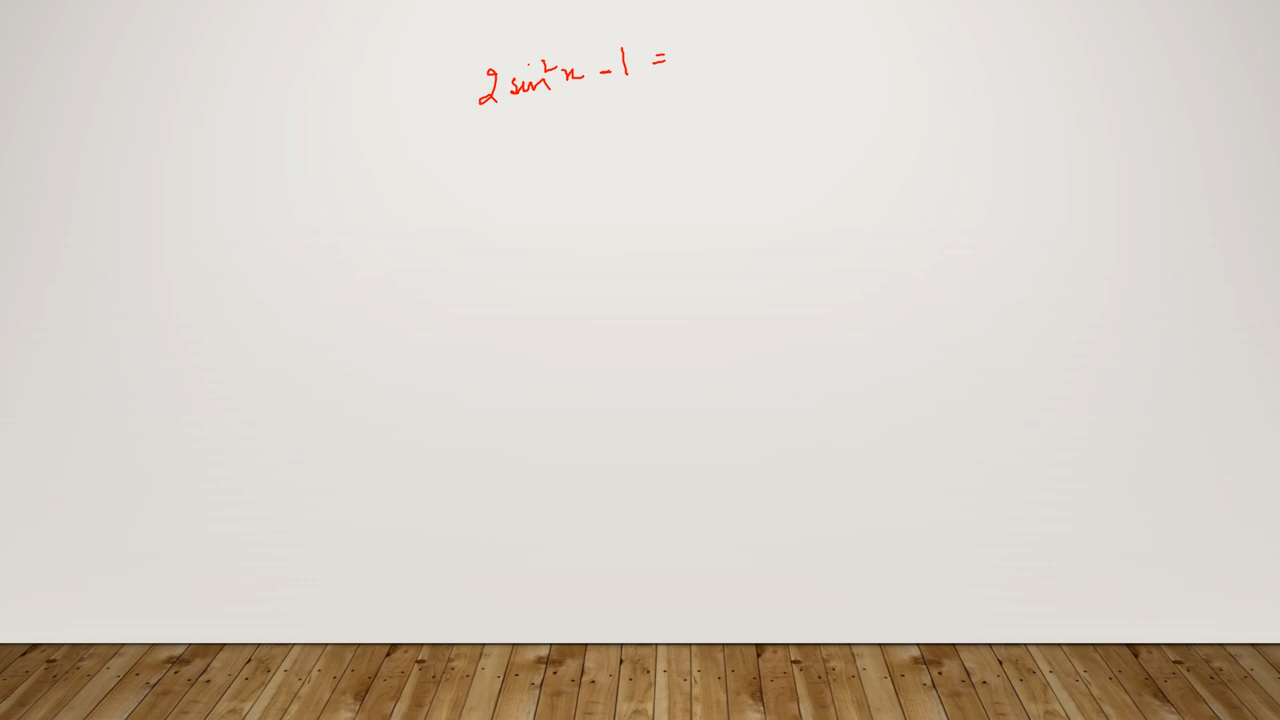 2 sin²x - 1 =